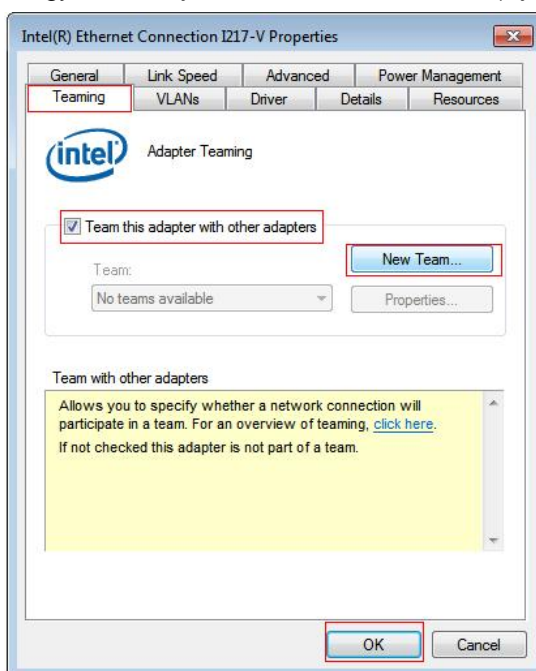 Intel(R) Ethernet Connection I217-V Properties
General Link Speed Advanced Power Management
Teaming VLANs Driver Details Resources
intel Adapter Teaming
Team this adapter with other adapters
New Team...
Team:
No teams available Properties...
Team with other adapters
Allows you to specify whether a network connection will
participate in a team. For an overview of teaming, click here.
If not checked this adapter is not part of a team.
OK Cancel